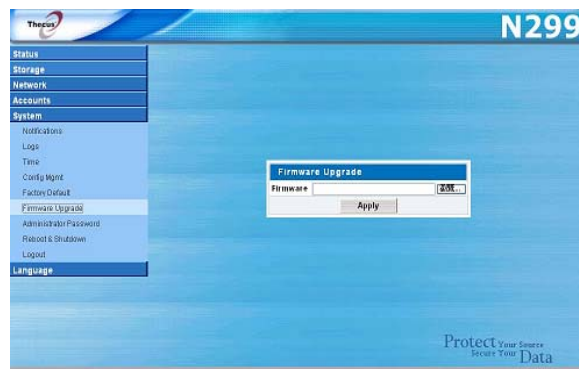 Thecus
N299
Status
Storage
Network
Accounts
System
Notifications
Logs
Time
Config Mgmt
Factory Default
Firmware Upgrade
Administrator Password
Reboot & Shutdown
Logout
Language
Firmware Upgrade
Firmware
Apply
Protect Your Source
Secure Your Data